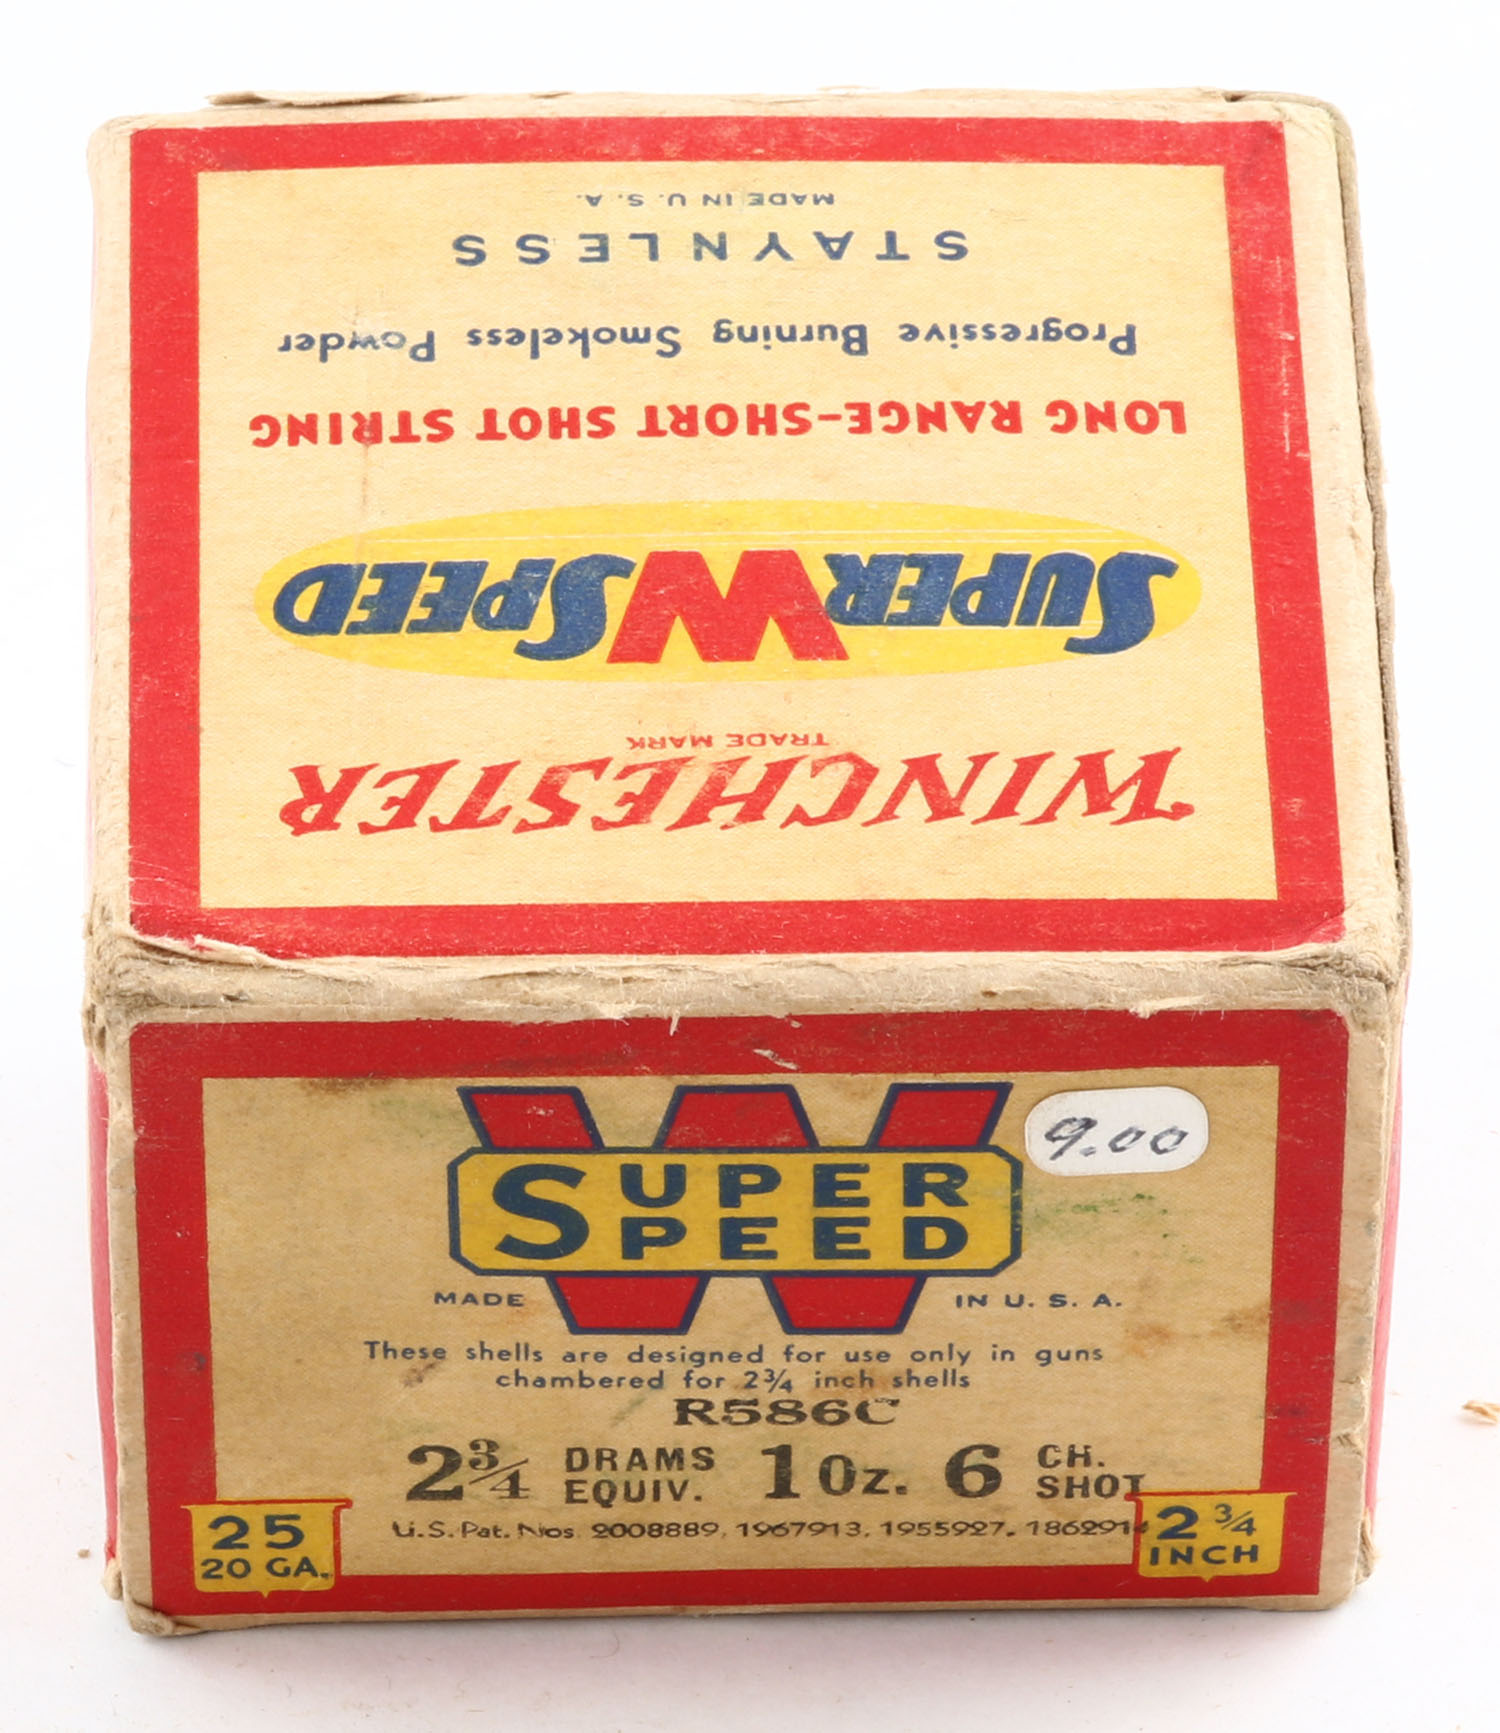 WINCHESTER
TRADE MARK
SUPER W SPEED
LONG RANGE-SHORT SHOT STRING
Progressive Burning Smokeless Powder
STAYNLESS
MADE IN U. S. A.
9.00
W
SUPER
SPEED
MADE IN U. S. A.
These shells are designed for use only in guns
chambered for 2¾ inch shells
R586C
2¾ DRAMS EQUIV. 1 OZ. 6 CH. SHOT
U.S. Pat. Nos. 2008889, 1967913, 1955927, 1862914
25
20 GA.
2¾
INCH